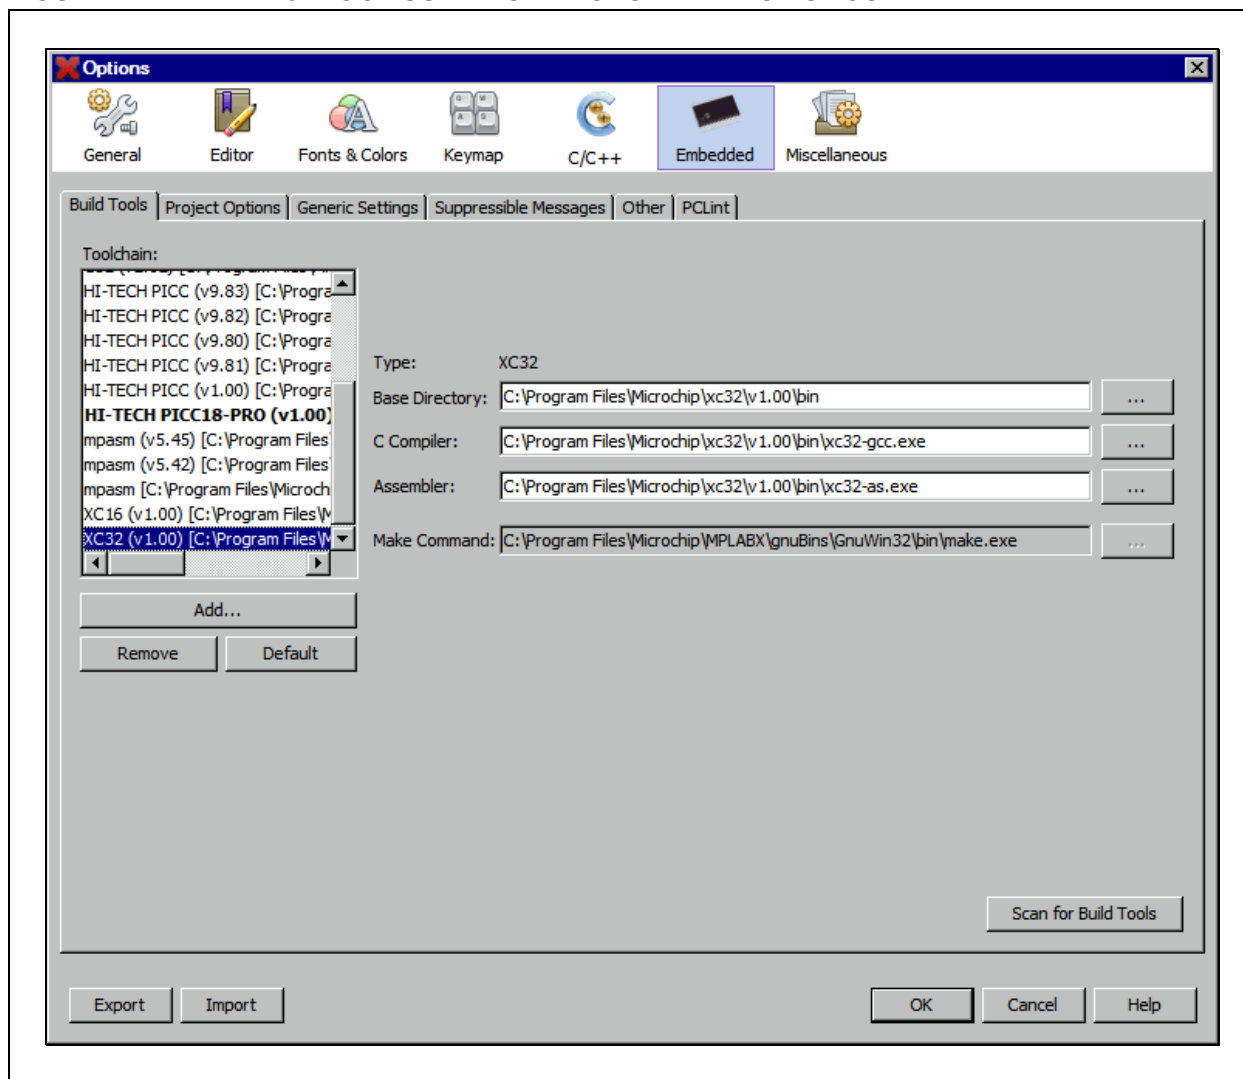 Options
General Editor Fonts & Colors Keymap C/C++ Embedded Miscellaneous
Build Tools Project Options Generic Settings Suppressible Messages Other PCLint
Toolchain:
HI-TECH PICC (v9.83) [C:\Progra
HI-TECH PICC (v9.82) [C:\Progra
HI-TECH PICC (v9.80) [C:\Progra
HI-TECH PICC (v9.81) [C:\Progra
HI-TECH PICC (v1.00) [C:\Progra
HI-TECH PICC18-PRO (v1.00)
mpasm (v5.45) [C:\Program Files
mpasm (v5.42) [C:\Program Files
mpasm [C:\Program Files\Microch
XC16 (v1.00) [C:\Program Files\M
XC32 (v1.00) [C:\Program Files\M
Type: XC32
Base Directory: C:\Program Files\Microchip\xc32\v1.00\bin ...
C Compiler: C:\Program Files\Microchip\xc32\v1.00\bin\xc32-gcc.exe ...
Assembler: C:\Program Files\Microchip\xc32\v1.00\bin\xc32-as.exe ...
Make Command: C:\Program Files\Microchip\MPLABX\gnuBins\GnuWin32\bin\make.exe ...
Add...
Remove Default
Scan for Build Tools
Export Import OK Cancel Help